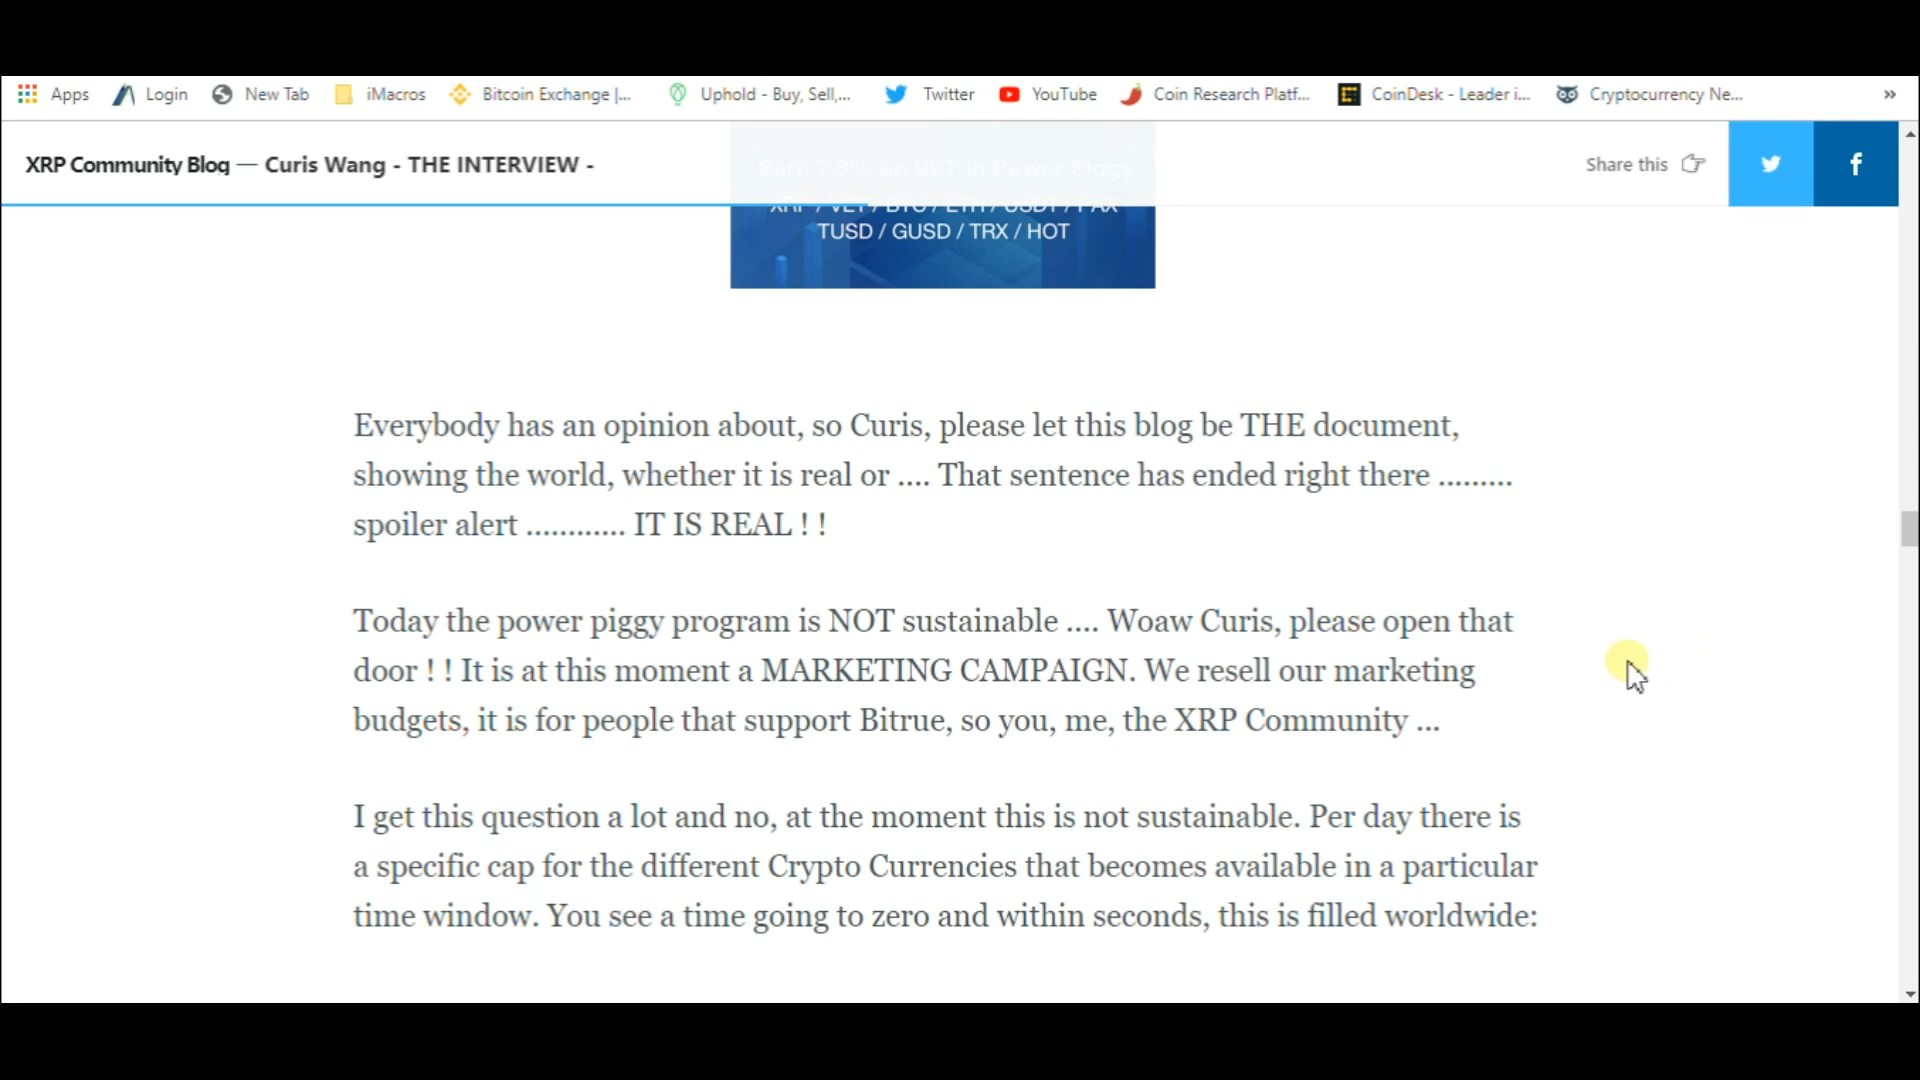 Apps Login New Tab iMacros Bitcoin Exchange |... Uphold - Buy, Sell,... Twitter YouTube Coin Research Platf... CoinDesk - Leader i... Cryptocurrency Ne... »
XRP Community Blog — Curis Wang - THE INTERVIEW - Share this f
Earn 7.3% on VET in Power Piggy
XRP / VET / BTC / ETH / USDT / PAX
TUSD / GUSD / TRX / HOT
Everybody has an opinion about, so Curis, please let this blog be THE document,
showing the world, whether it is real or .... That sentence has ended right there .........
spoiler alert ............ IT IS REAL ! !
Today the power piggy program is NOT sustainable .... Woaw Curis, please open that
door ! ! It is at this moment a MARKETING CAMPAIGN. We resell our marketing
budgets, it is for people that support Bitrue, so you, me, the XRP Community ...
I get this question a lot and no, at the moment this is not sustainable. Per day there is
a specific cap for the different Crypto Currencies that becomes available in a particular
time window. You see a time going to zero and within seconds, this is filled worldwide: